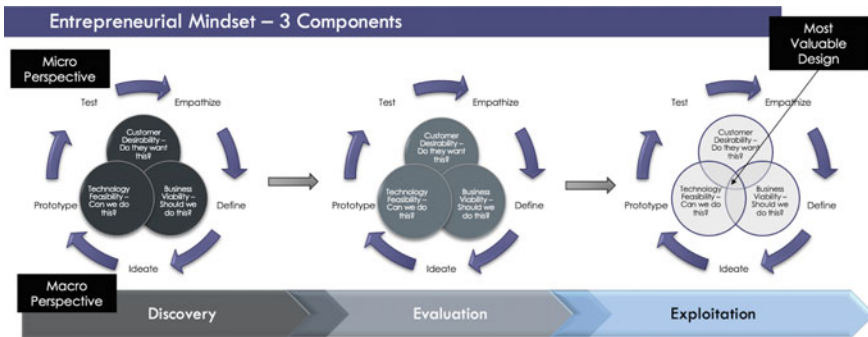 Entrepreneurial Mindset – 3 Components
Micro
Perspective
Most
Valuable
Design
Test
Empathize
Customer
Desirability –
Do they want
this?
Technology
Feasibility –
Can we do
this?
Business
Viability –
Should we
do this?
Prototype
Define
Ideate
Test
Empathize
Customer
Desirability –
Do they want
this?
Technology
Feasibility –
Can we do
this?
Business
Viability –
Should we
do this?
Prototype
Define
Ideate
Test
Empathize
Customer
Desirability –
Do they want
this?
Technology
Feasibility –
Can we do
this?
Business
Viability –
Should we
do this?
Prototype
Define
Ideate
Macro
Perspective
Discovery
Evaluation
Exploitation